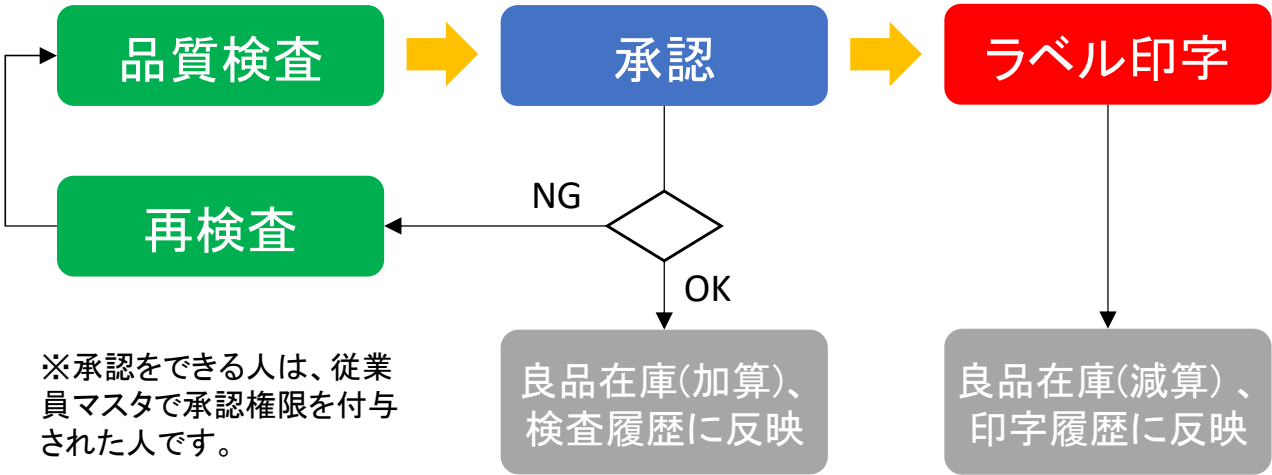 品質検査
承認
ラベル印字
NG
再検査
OK
※承認をできる人は、従業
員マスタで承認権限を付与
された人です。
良品在庫(加算)、
検査履歴に反映
良品在庫(減算) 、
印字履歴に反映